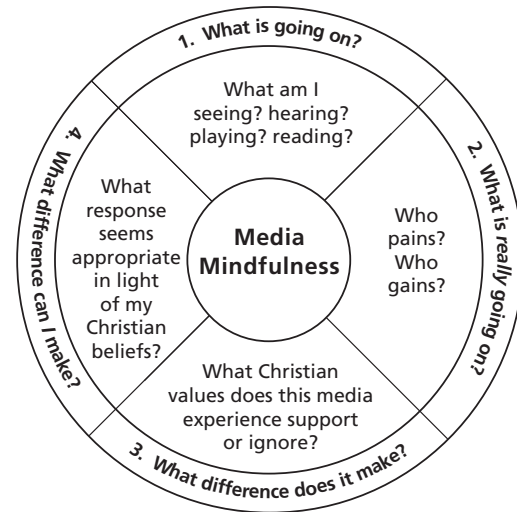 1. What is going on?
What am I
seeing? hearing?
playing? reading?
2. What is really going on?
Who
pains?
Who
gains?
3. What difference does it make?
What Christian
values does this media
experience support
or ignore?
4. What difference can I make?
What
response
seems
appropriate
in light
of my
Christian
beliefs?
Media
Mindfulness